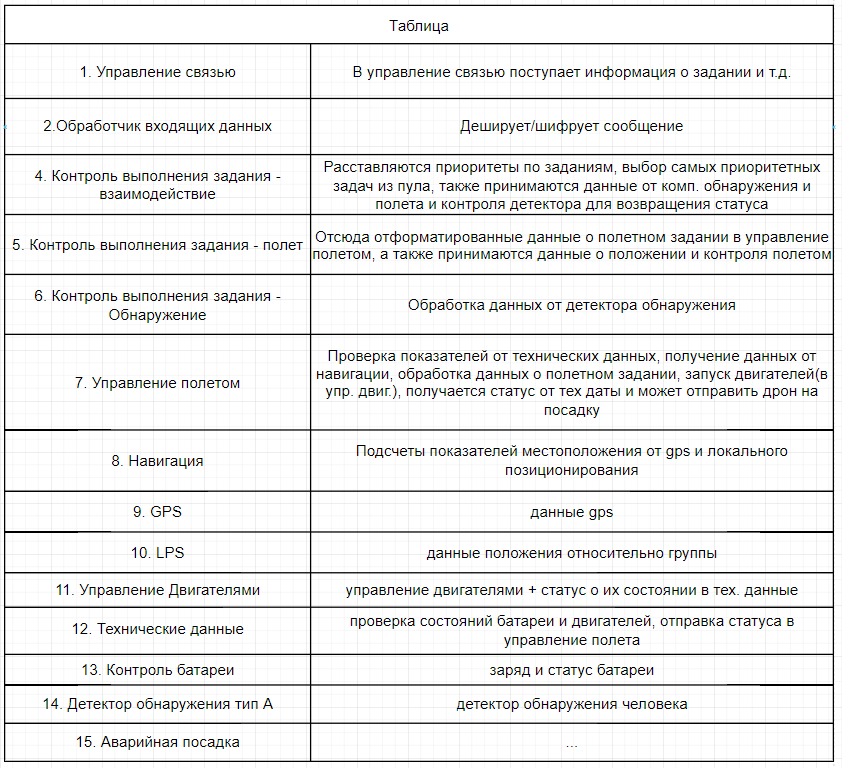 Таблица
1. Управление связью
В управление связью поступает информация о задании и т.д.
2.Обработчик входящих данных
Деширует/шифрует сообщение
4. Контроль выполнения задания -
взаимодействие
Расставляются приоритеты по заданиям, выбор самых приоритетных
задач из пула, также принимаются данные от комп. обнаружения и
полета и контроля детектора для возвращения статуса
5. Контроль выполнения задания - полет
Отсюда отформатированные данные о полетном задании в управление
полетом, а также принимаются данные о положении и контроля полетом
6. Контроль выполнения задания -
Обнаружение
Обработка данных от детектора обнаружения
7. Управление полетом
Проверка показателей от технических данных, получение данных от
навигации, обработка данных о полетном задании, запуск двигателей(в
упр. двиг.), получается статус от тех даты и может отправить дрон на
посадку
8. Навигация
Подсчеты показателей местоположения от gps и локального
позиционирования
9. GPS
данные gps
10. LPS
данные положения относительно группы
11. Управление Двигателями
управление двигателями + статус о их состоянии в тех. данные
12. Технические данные
проверка состояний батареи и двигателей, отправка статуса в
управление полета
13. Контроль батареи
заряд и статус батареи
14. Детектор обнаружения тип А
детектор обнаружения человека
15. Аварийная посадка
...